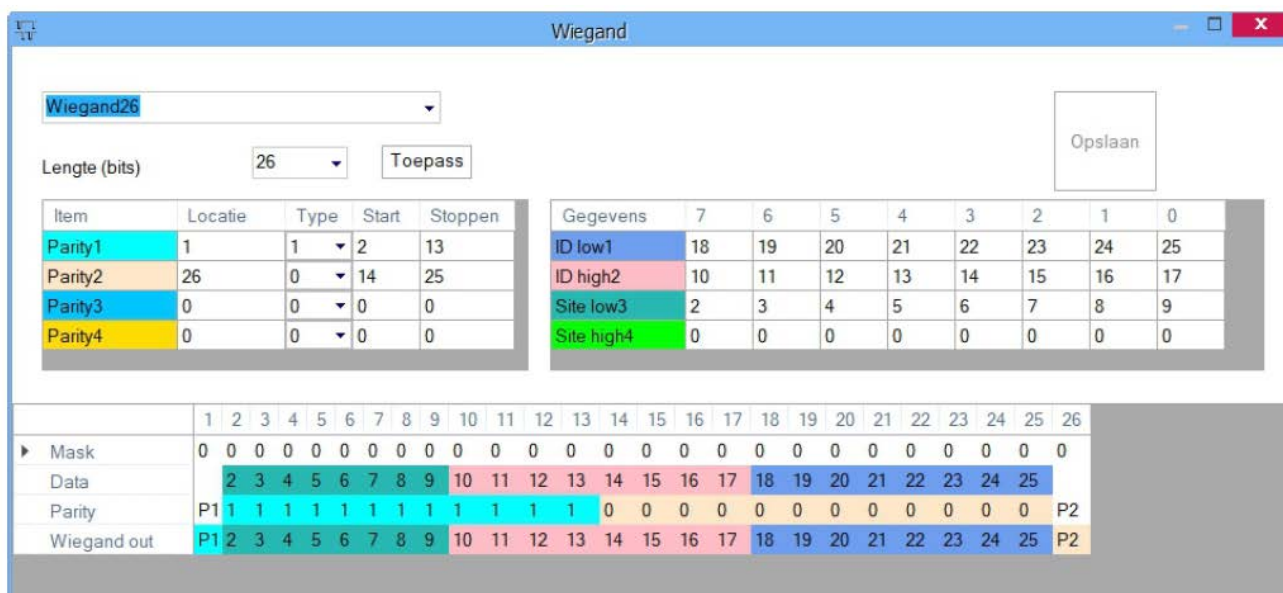 Wiegand
Wiegand26
Opslaan
Lengte (bits) 26 Toepass
Item Locatie Type Start Stoppen
Parity1 1 1 2 13
Parity2 26 0 14 25
Parity3 0 0 0 0
Parity4 0 0 0 0
Gegevens 7 6 5 4 3 2 1 0
ID low1 18 19 20 21 22 23 24 25
ID high2 10 11 12 13 14 15 16 17
Site low3 2 3 4 5 6 7 8 9
Site high4 0 0 0 0 0 0 0 0
1 2 3 4 5 6 7 8 9 10 11 12 13 14 15 16 17 18 19 20 21 22 23 24 25 26
Mask 0 0 0 0 0 0 0 0 0 0 0 0 0 0 0 0 0 0 0 0 0 0 0 0 0 0
Data 2 3 4 5 6 7 8 9 10 11 12 13 14 15 16 17 18 19 20 21 22 23 24 25
Parity P1 1 1 1 1 1 1 1 1 1 1 1 1 0 0 0 0 0 0 0 0 0 0 0 0 P2
Wiegand out P1 2 3 4 5 6 7 8 9 10 11 12 13 14 15 16 17 18 19 20 21 22 23 24 25 P2